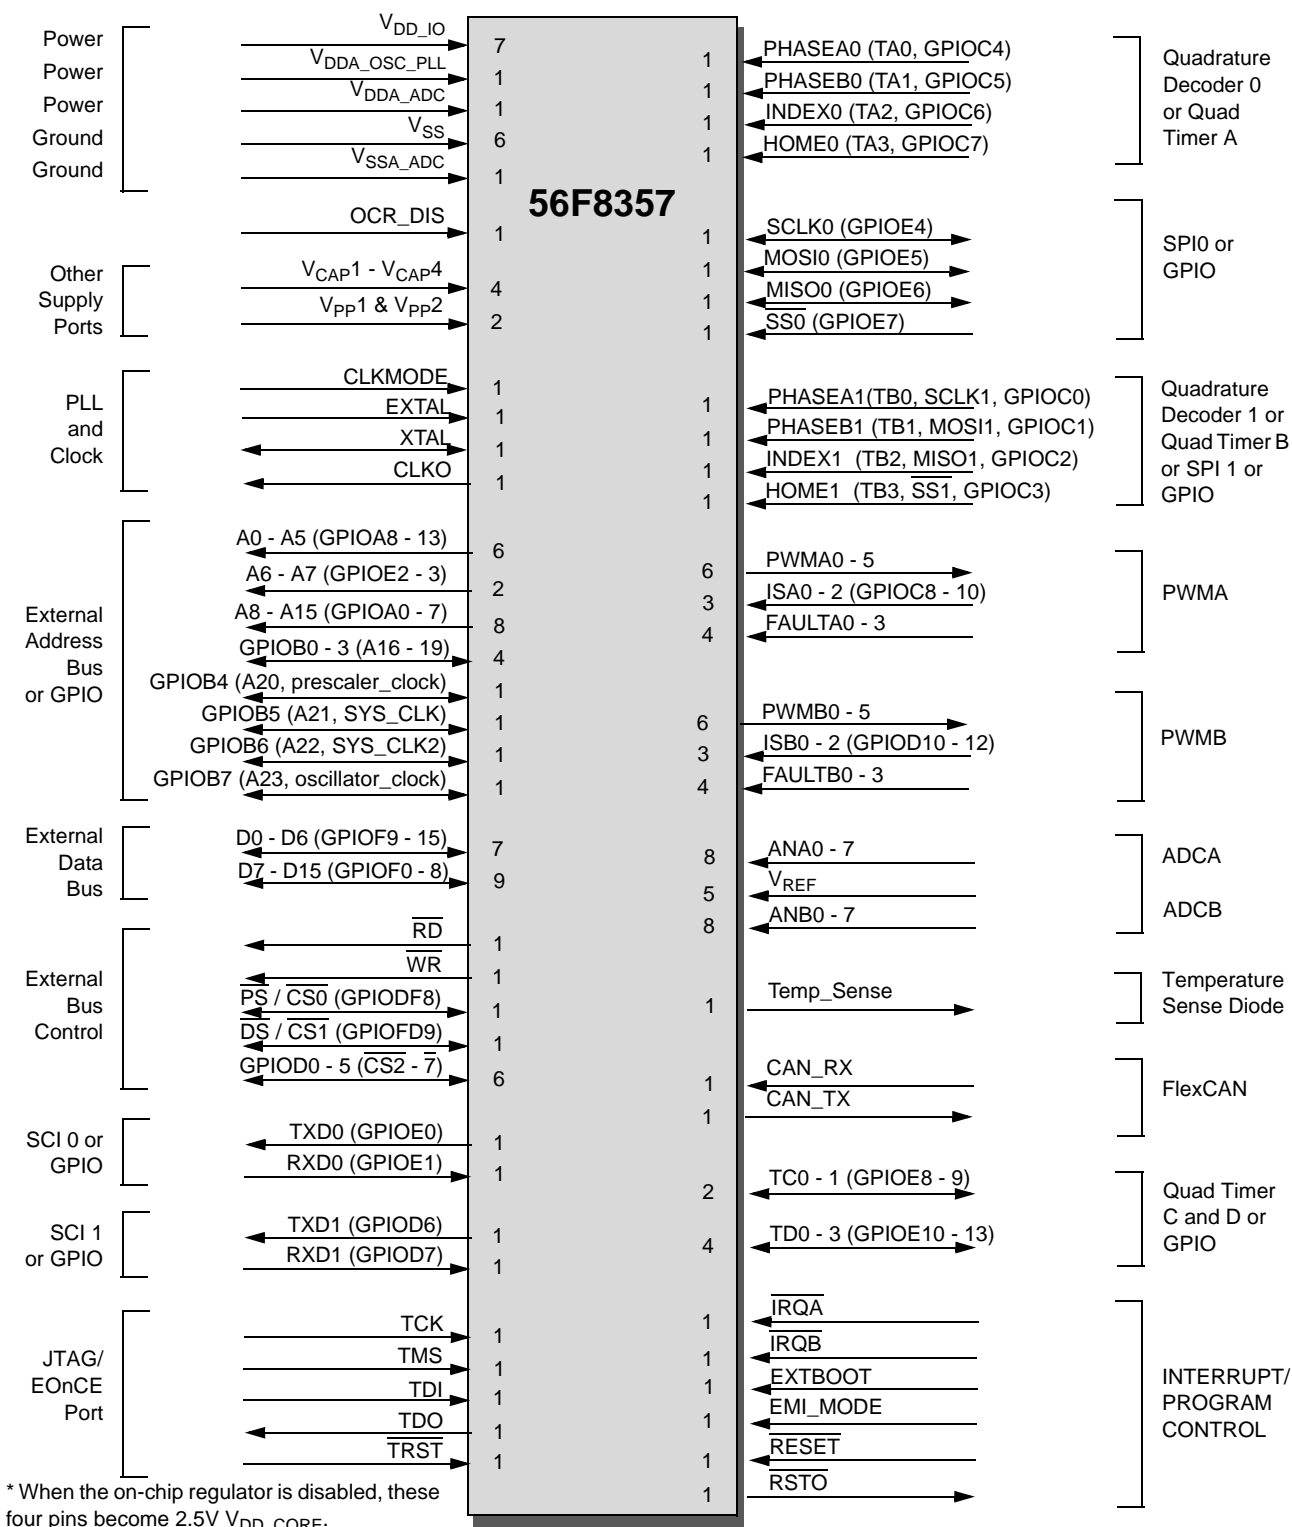 Power
Power
Power
Ground
Ground
V_DD_IO 7
V_DDA_OSC_PLL 1
V_DDA_ADC 1
V_SS 6
V_SSA_ADC 1
OCR_DIS 1
Other
Supply
Ports
V_CAP1 - V_CAP4 4
V_PP1 & V_PP2 2
PLL
and
Clock
CLKMODE 1
EXTAL 1
XTAL 1
CLKO 1
External
Address
Bus
or GPIO
A0 - A5 (GPIOA8 - 13) 6
A6 - A7 (GPIOE2 - 3) 2
A8 - A15 (GPIOA0 - 7) 8
GPIOB0 - 3 (A16 - 19) 4
GPIOB4 (A20, prescaler_clock) 1
GPIOB5 (A21, SYS_CLK) 1
GPIOB6 (A22, SYS_CLK2) 1
GPIOB7 (A23, oscillator_clock) 1
External
Data
Bus
D0 - D6 (GPIOF9 - 15) 7
D7 - D15 (GPIOF0 - 8) 9
External
Bus
Control
RD 1
WR 1
PS / CS0 (GPIODF8) 1
DS / CS1 (GPIOFD9) 1
GPIOD0 - 5 (CS2 - 7) 6
SCI 0 or
GPIO
TXD0 (GPIOE0) 1
RXD0 (GPIOE1) 1
SCI 1
or GPIO
TXD1 (GPIOD6) 1
RXD1 (GPIOD7) 1
JTAG/
EOnCE
Port
TCK 1
TMS 1
TDI 1
TDO 1
TRST 1
* When the on-chip regulator is disabled, these
four pins become 2.5V V_DD_CORE.
56F8357
1 PHASEA0 (TA0, GPIOC4)
1 PHASEB0 (TA1, GPIOC5)
1 INDEX0 (TA2, GPIOC6)
1 HOME0 (TA3, GPIOC7)
Quadrature
Decoder 0
or Quad
Timer A
1 SCLK0 (GPIOE4)
1 MOSI0 (GPIOE5)
1 MISO0 (GPIOE6)
1 SS0 (GPIOE7)
SPI0 or
GPIO
1 PHASEA1(TB0, SCLK1, GPIOC0)
1 PHASEB1 (TB1, MOSI1, GPIOC1)
1 INDEX1 (TB2, MISO1, GPIOC2)
1 HOME1 (TB3, SS1, GPIOC3)
Quadrature
Decoder 1 or
Quad Timer B
or SPI 1 or
GPIO
6 PWMA0 - 5
3 ISA0 - 2 (GPIOC8 - 10)
4 FAULTA0 - 3
PWMA
6 PWMB0 - 5
3 ISB0 - 2 (GPIOD10 - 12)
4 FAULTB0 - 3
PWMB
8 ANA0 - 7
5 V_REF
8 ANB0 - 7
ADCA
ADCB
1 Temp_Sense
Temperature
Sense Diode
1 CAN_RX
1 CAN_TX
FlexCAN
2 TC0 - 1 (GPIOE8 - 9)
4 TD0 - 3 (GPIOE10 - 13)
Quad Timer
C and D or
GPIO
1 IRQA
1 IRQB
1 EXTBOOT
1 EMI_MODE
1 RESET
1 RSTO
INTERRUPT/
PROGRAM
CONTROL